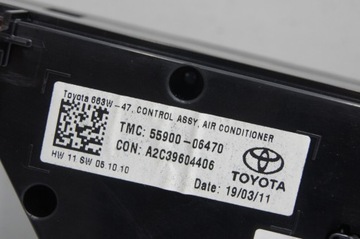 Toyota 663W-47, CONTROL ASSY, AIR CONDITIONER
TMC: 55900-06470
CON: A2C39604406
TOYOTA
HW 11 SW 05.10.10
Date: 19/03/11